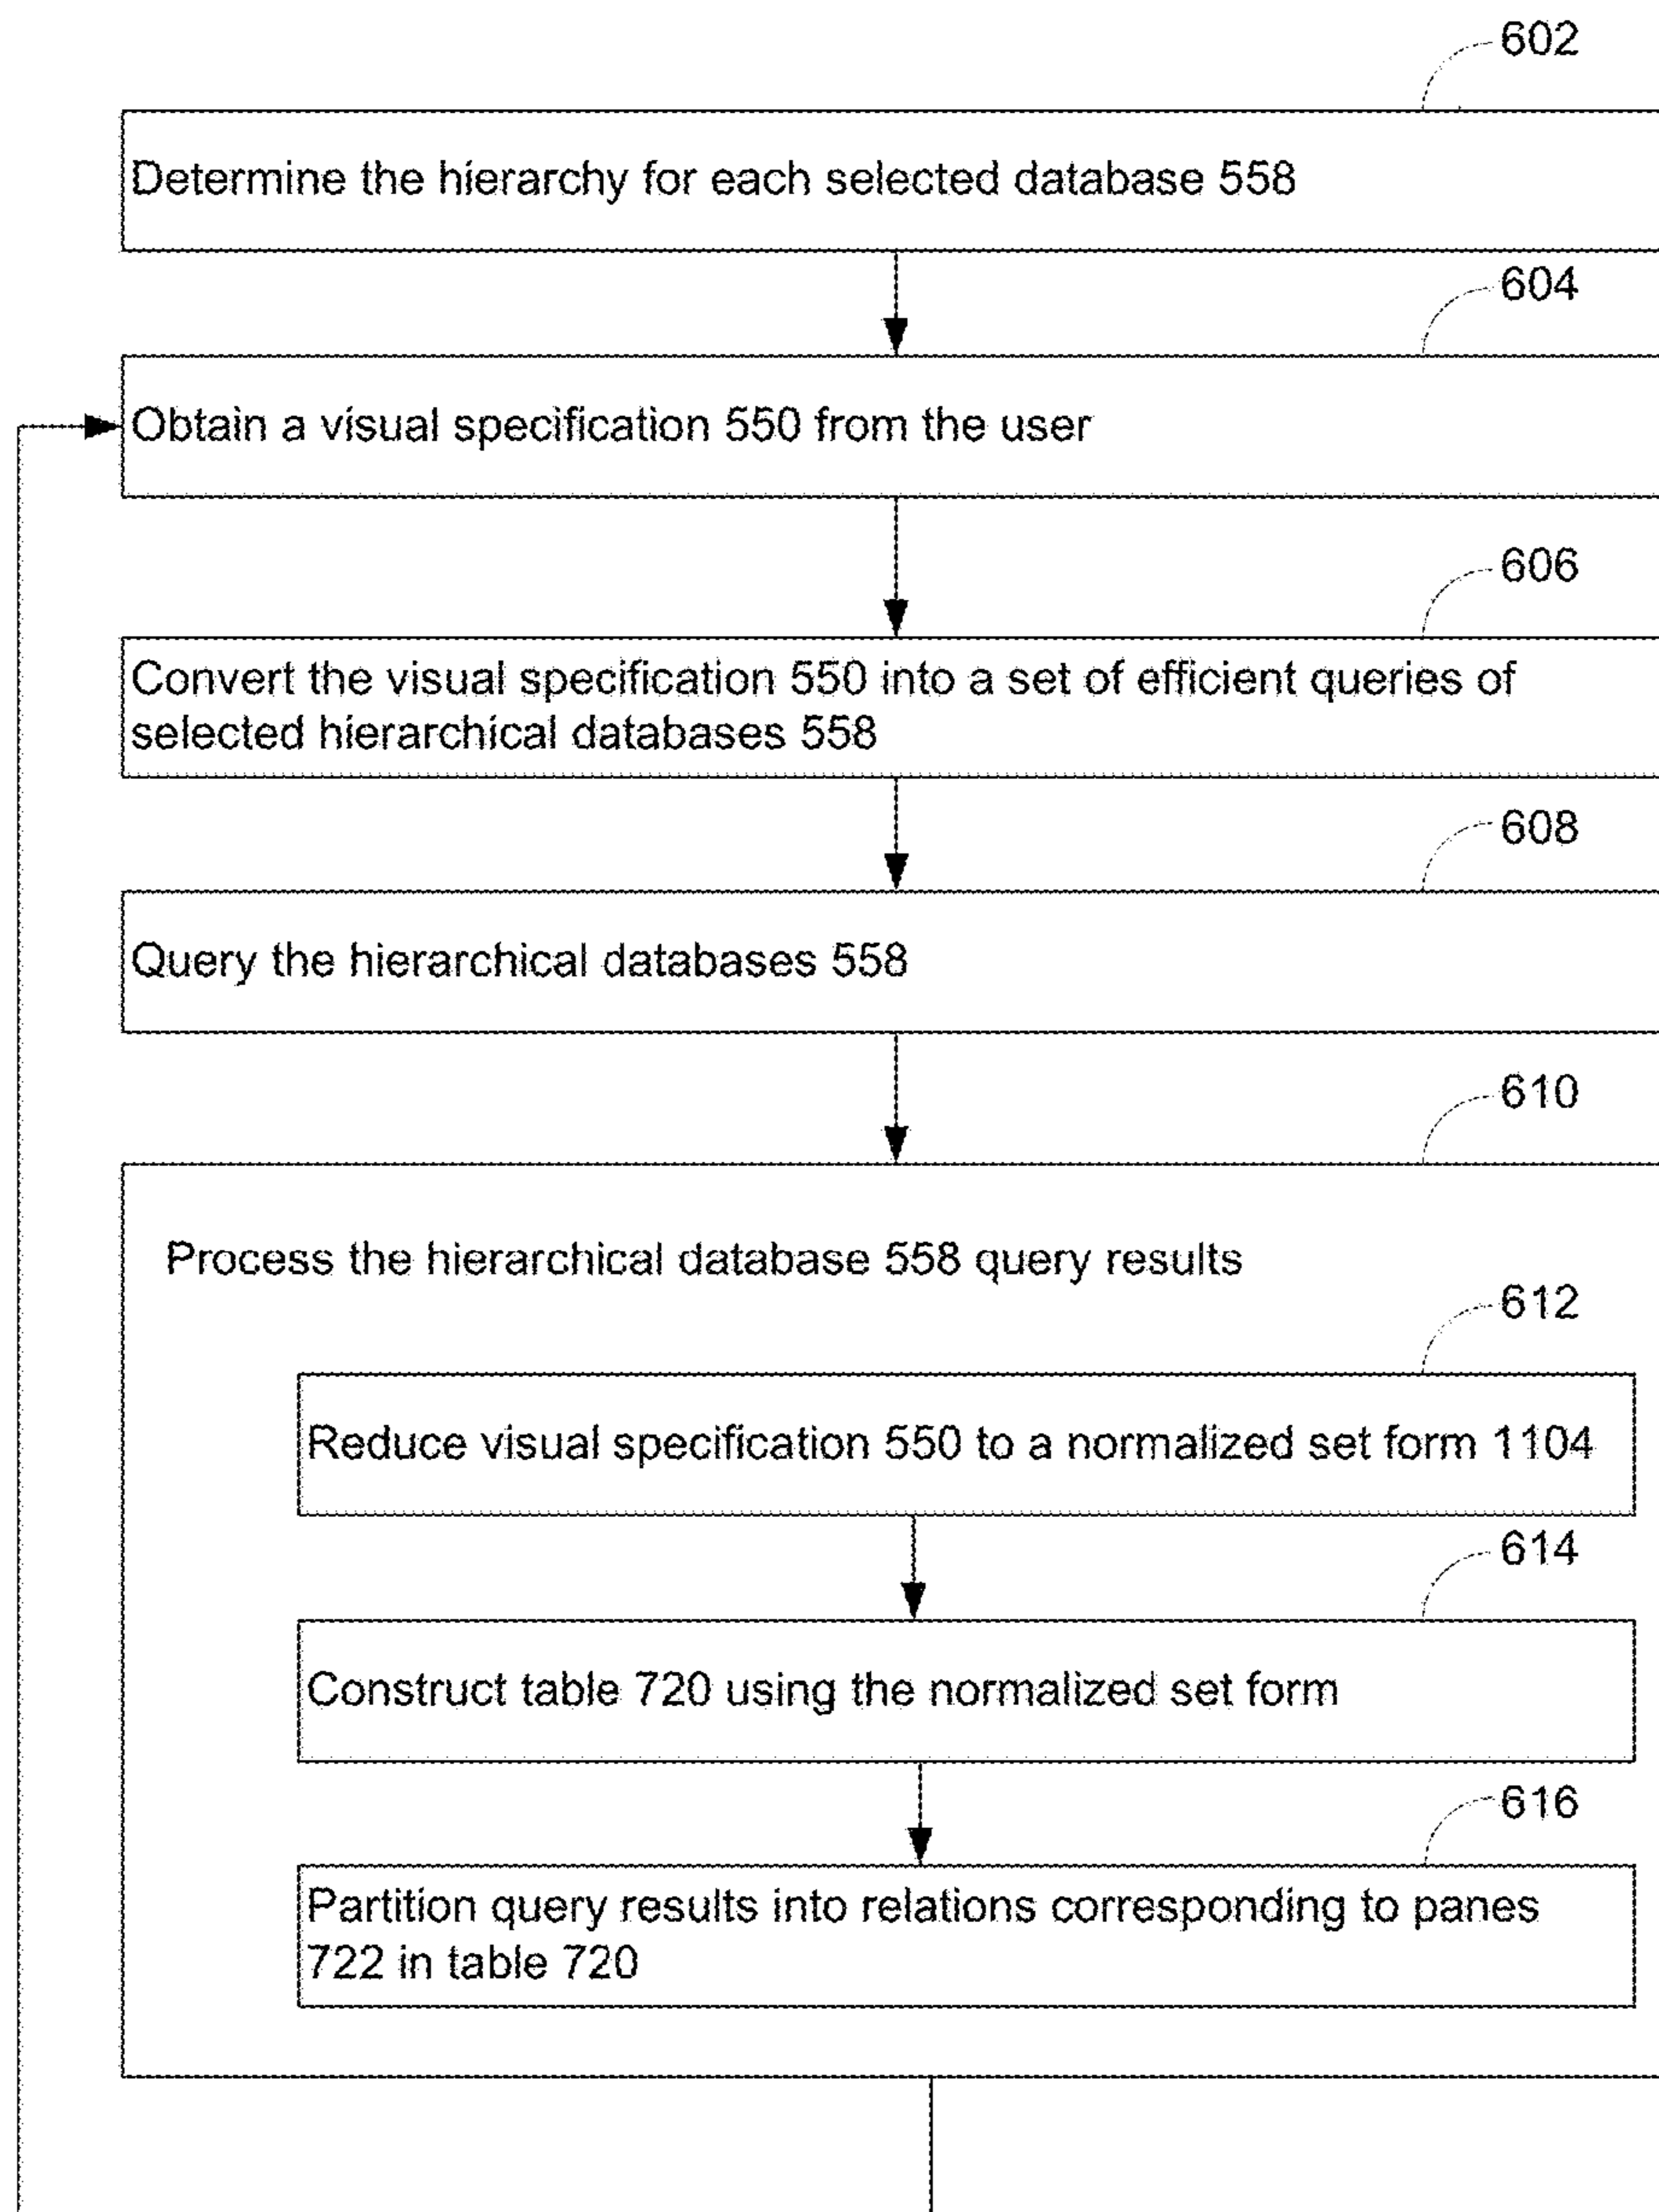 602
Determine the hierarchy for each selected database 558
604
Obtain a visual specification 550 from the user
606
Convert the visual specification 550 into a set of efficient queries of
selected hierarchical databases 558
608
Query the hierarchical databases 558
610
Process the hierarchical database 558 query results
612
Reduce visual specification 550 to a normalized set form 1104
614
Construct table 720 using the normalized set form
616
Partition query results into relations corresponding to panes
722 in table 720